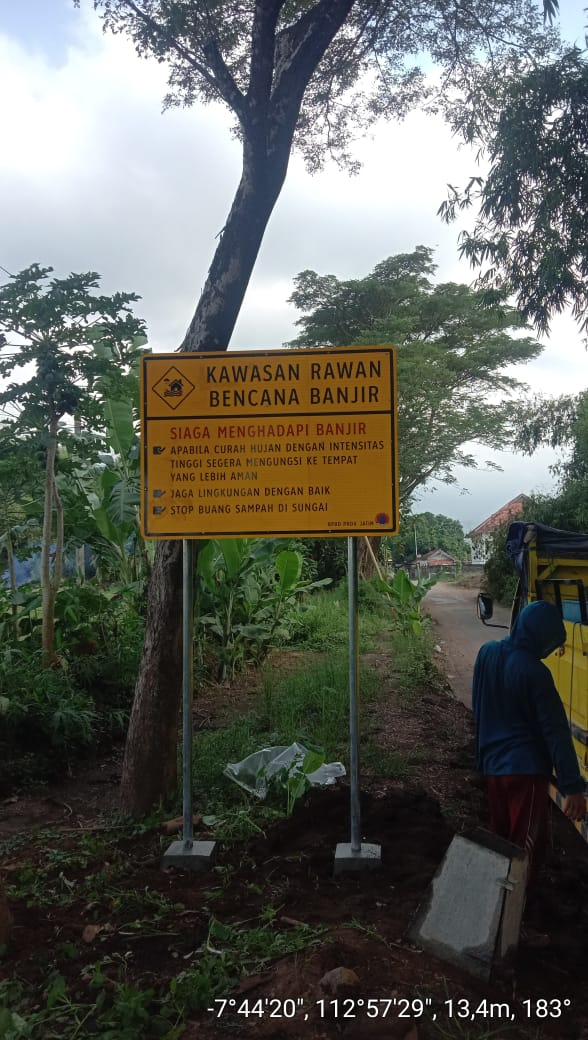 KAWASAN RAWAN
BENCANA BANJIR
SIAGA MENGHADAPI BANJIR
APABILA CURAH HUJAN DENGAN INTENSITAS
TINGGI SEGERA MENGUNGSI KE TEMPAT
YANG LEBIH AMAN
JAGA LINGKUNGAN DENGAN BAIK
STOP BUANG SAMPAH DI SUNGAI
BPBD PROV. JATIM
-7°44'20", 112°57'29", 13,4m, 183°